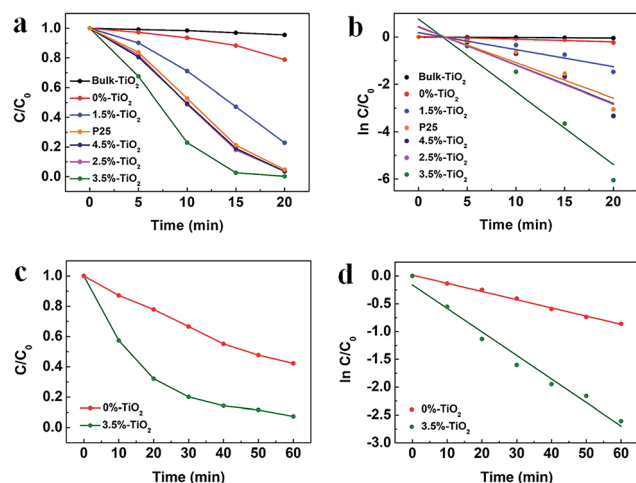 a
C/C0
1.0
0.8
0.6
0.4
0.2
0.0
Bulk-TiO2
0%-TiO2
1.5%-TiO2
P25
4.5%-TiO2
2.5%-TiO2
3.5%-TiO2
0 5 10 15 20
Time (min)
b
ln C/C0
0
-2
-4
-6
Bulk-TiO2
0%-TiO2
1.5%-TiO2
P25
4.5%-TiO2
2.5%-TiO2
3.5%-TiO2
0 5 10 15 20
Time (min)
c
C/C0
1.0
0.8
0.6
0.4
0.2
0.0
0%-TiO2
3.5%-TiO2
0 10 20 30 40 50 60
Time (min)
d
ln C/C0
0.0
-0.5
-1.0
-1.5
-2.0
-2.5
-3.0
0%-TiO2
3.5%-TiO2
0 10 20 30 40 50 60
Time (min)